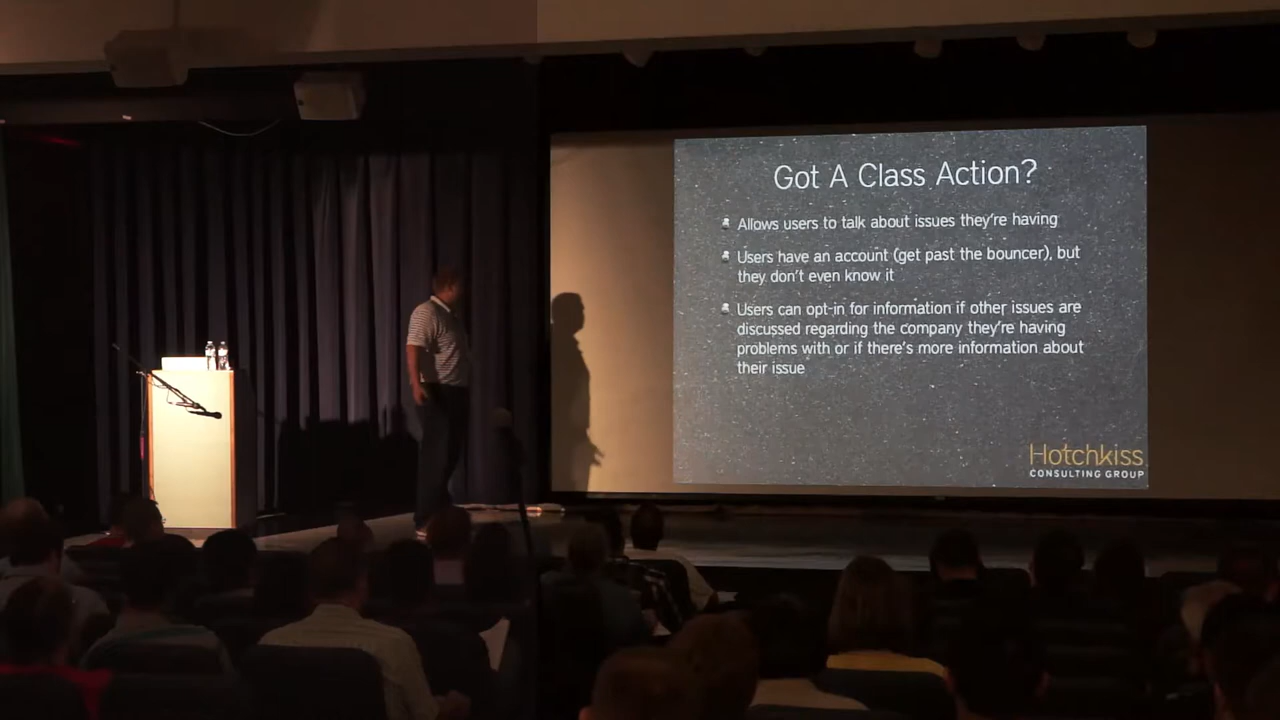 Got A Class Action?
Allows users to talk about issues they're having
Users have an account (get past the bouncer), but
they don't even know it
Users can opt-in for information if other issues are
discussed regarding the company they're having
problems with or if there's more information about
their issue
Hotchkiss
CONSULTING GROUP